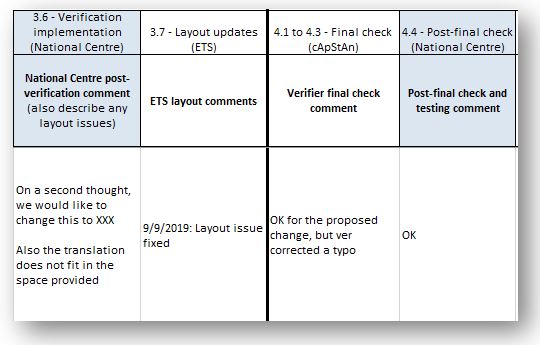 3.6 - Verification
implementation
(National Centre)
3.7 - Layout updates
(ETS)
4.1 to 4.3 - Final check
(cApStAn)
4.4 - Post-final check
(National Centre)
National Centre post-
verification comment
(also describe any
layout issues)
ETS layout comments
Verifier final check
comment
Post-final check and
testing comment
On a second thought,
we would like to
change this to XXX
Also the translation
does not fit in the
space provided
9/9/2019: Layout issue
fixed
OK for the proposed
change, but ver
corrected a typo
OK